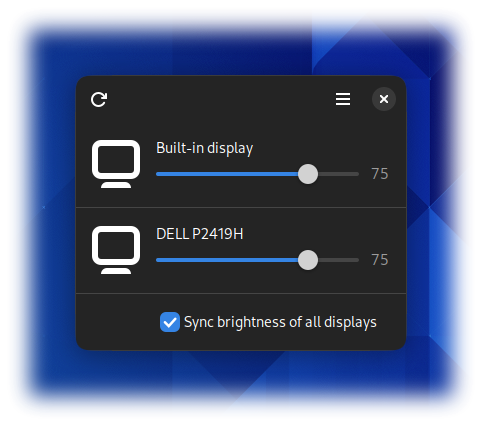 Built-in display
75
DELL P2419H
75
Sync brightness of all displays